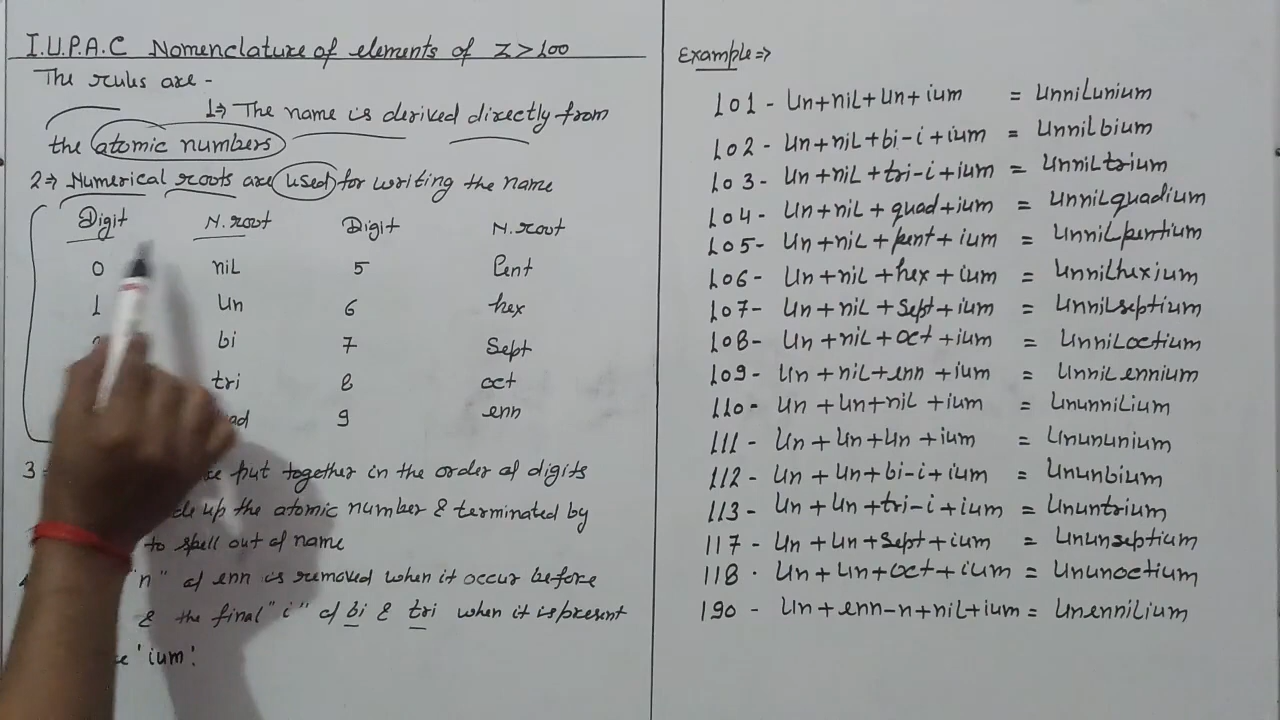 I.U.P.A.C Nomenclature of elements of Z > 100
The rules are -
1⇒ The name is derived directly from
the atomic numbers
2⇒ Numerical roots are used for writing the name
Digit N. root Digit N. root
0 nil 5 Pent
1 Un 6 hex
bi 7 Sept
tri 8 oct
9 enn
3 put together in the order of digits
up the atomic number & terminated by
to spell out of name
"n" of enn is removed when it occur before
& the final "i" of bi & tri when it is present
'ium'
Example ⇒
101 - Un+nil+un+ium = Unnilunium
102 - Un+nil+bi-i+ium = Unnilbium
103 - Un+nil+tri-i+ium = Unniltrium
104 - Un+nil+quad+ium = Unnilquadium
105 - Un+nil+pent+ium = Unnilpentium
106 - Un+nil+hex+ium = Unnilhexium
107 - Un+nil+Sept+ium = Unnilseptium
108 - Un+nil+oct+ium = Unniloctium
109 - Un+nil+enn+ium = Unnilennium
110 - Un+Un+nil+ium = Ununnilium
111 - Un+Un+Un+ium = Unununium
112 - Un+Un+bi-i+ium = Ununbium
113 - Un+Un+tri-i+ium = Ununtrium
117 - Un+Un+Sept+ium = Ununseptium
118 - Un+Un+oct+ium = Ununoctium
190 - Un+enn-n+nil+ium = Unennilium